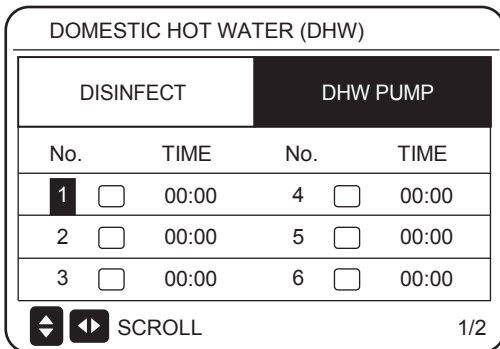 DOMESTIC HOT WATER (DHW)
DISINFECT DHW PUMP
No. TIME No. TIME
1 00:00 4 00:00
2 00:00 5 00:00
3 00:00 6 00:00
SCROLL 1/2